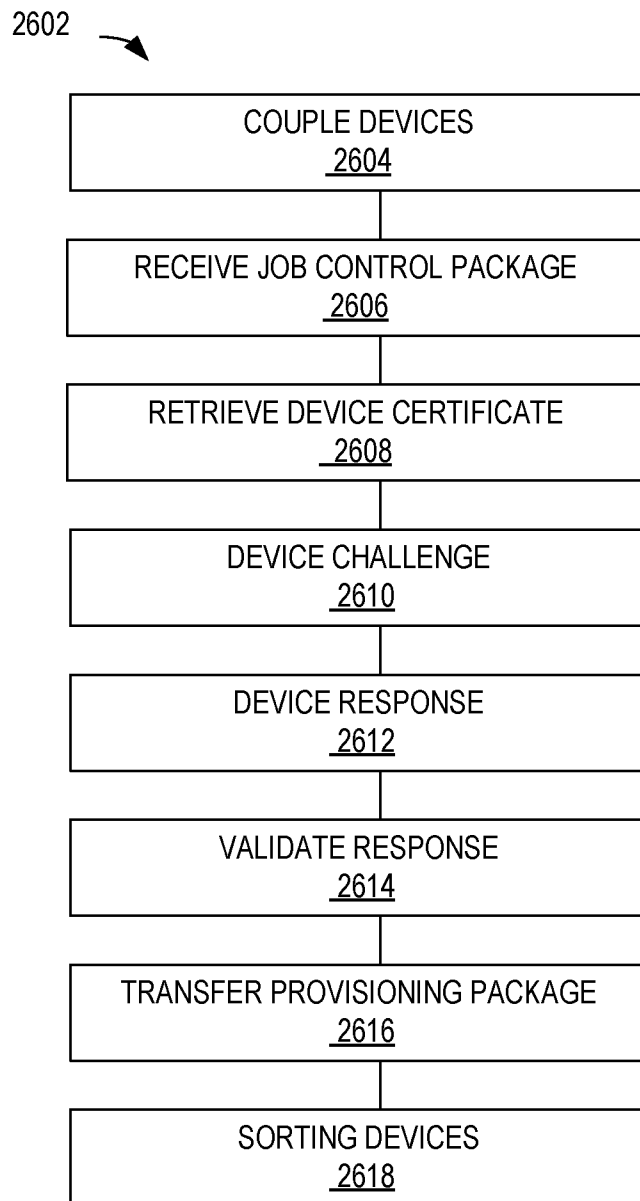 2602
COUPLE DEVICES
2604
RECEIVE JOB CONTROL PACKAGE
2606
RETRIEVE DEVICE CERTIFICATE
2608
DEVICE CHALLENGE
2610
DEVICE RESPONSE
2612
VALIDATE RESPONSE
2614
TRANSFER PROVISIONING PACKAGE
2616
SORTING DEVICES
2618